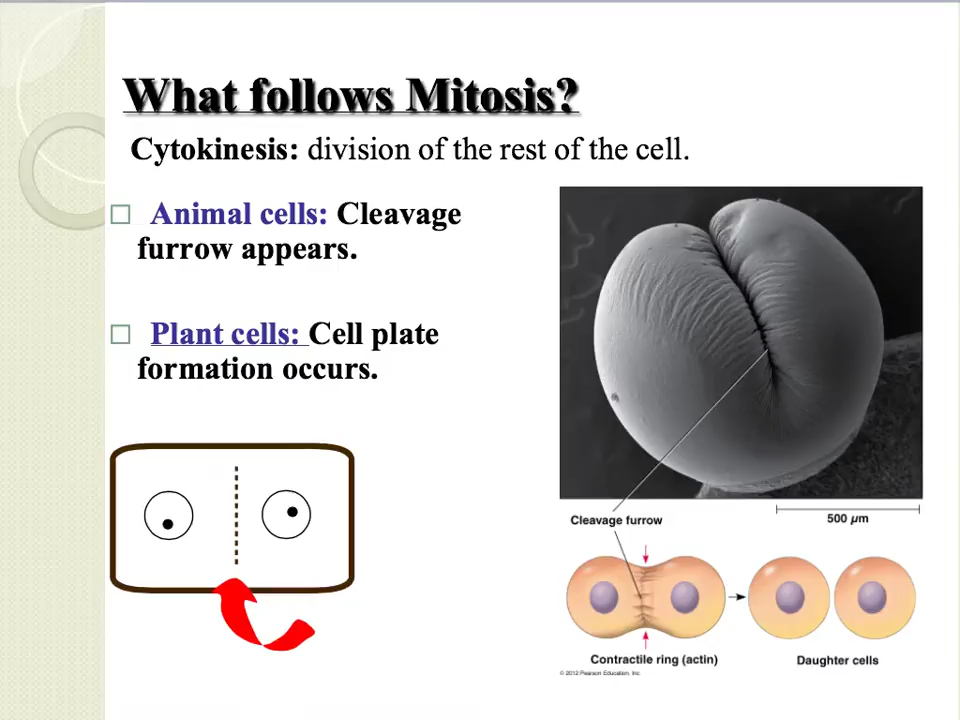 What follows Mitosis?
Cytokinesis: division of the rest of the cell.
Animal cells: Cleavage
furrow appears.
Plant cells: Cell plate
formation occurs.
Cleavage furrow
500 µm
Contractile ring (actin)
Daughter cells
© 2012 Pearson Education, Inc.